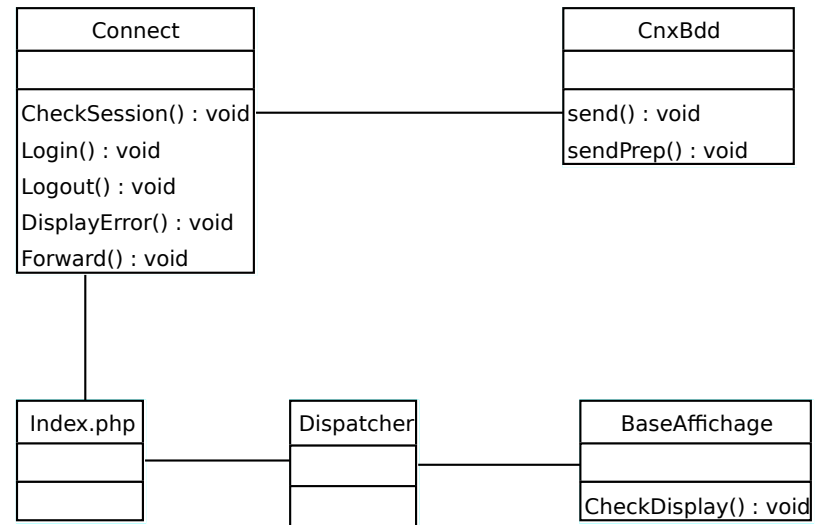 Connect
CheckSession() : void
Login() : void
Logout() : void
DisplayError() : void
Forward() : void
CnxBdd
send() : void
sendPrep() : void
Index.php
Dispatcher
BaseAffichage
CheckDisplay() : void